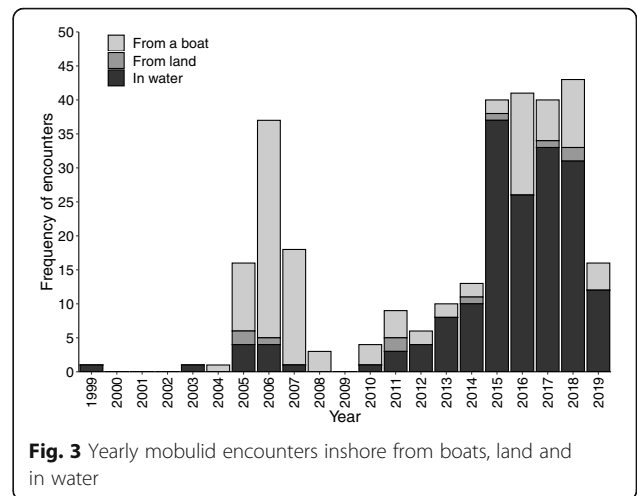 50
45
40
35
30
25
20
15
10
5
0
Frequency of encounters
From a boat
From land
In water
1999 2000 2001 2002 2003 2004 2005 2006 2007 2008 2009 2010 2011 2012 2013 2014 2015 2016 2017 2018 2019
Year
Fig. 3 Yearly mobulid encounters inshore from boats, land and
in water